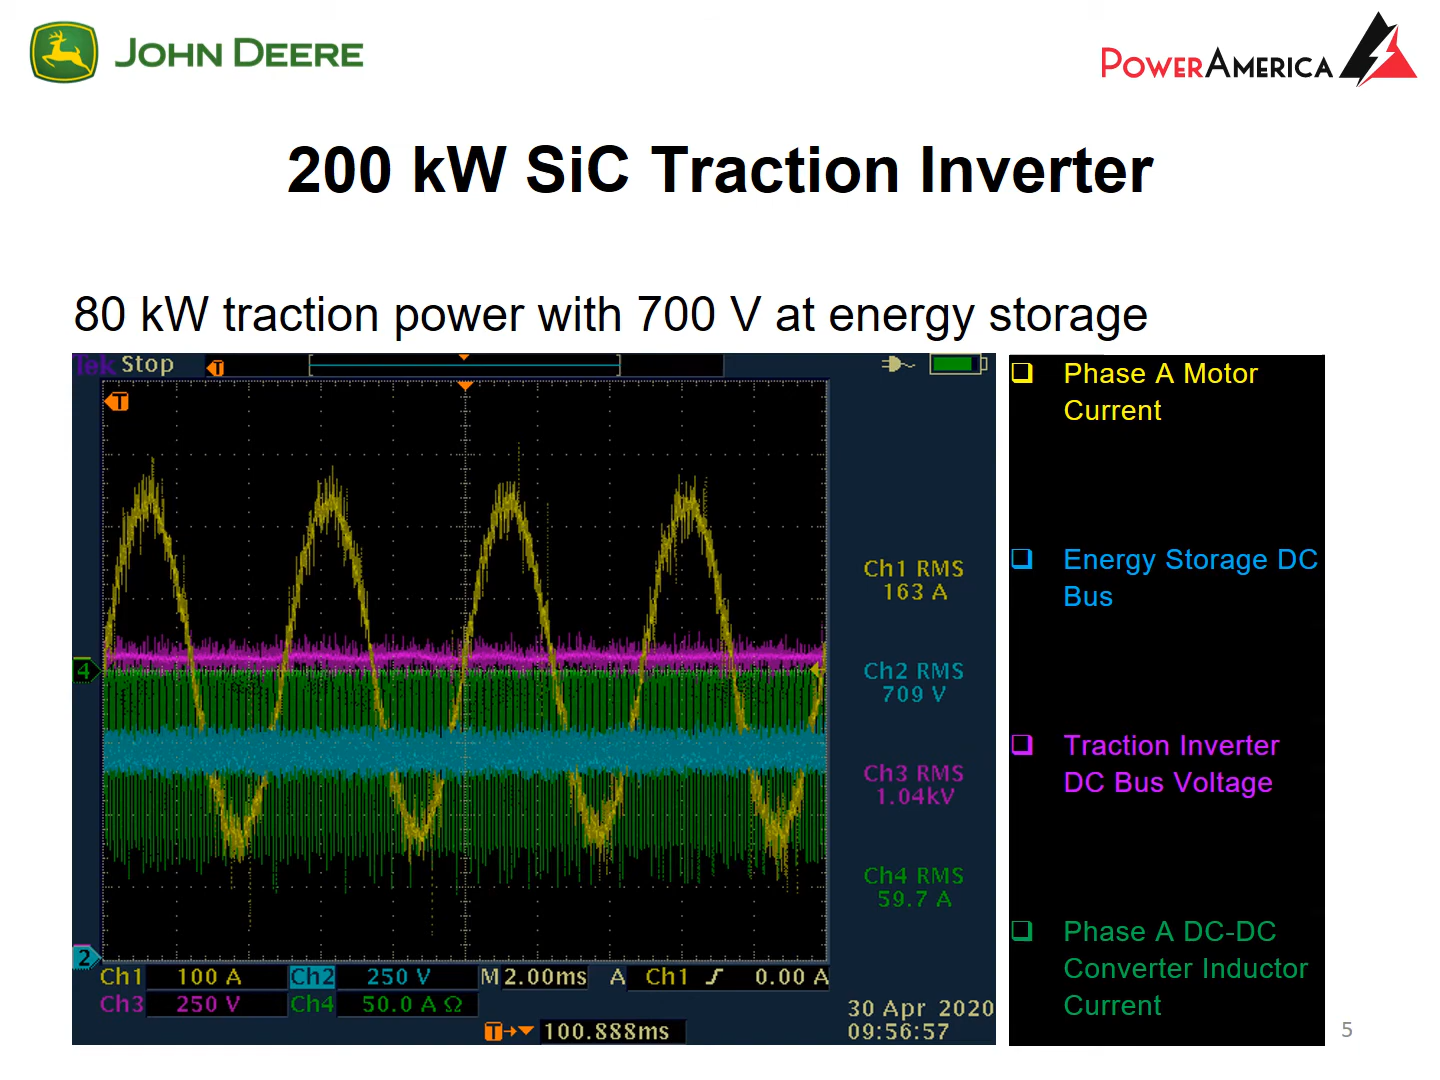 JOHN DEERE
POWERAMERICA
200 kW SiC Traction Inverter
80 kW traction power with 700 V at energy storage
Tek Stop
T
T
Ch1 RMS
163 A
Ch2 RMS
709 V
Ch3 RMS
1.04kV
Ch4 RMS
59.7 A
4
2
Ch1 100 A Ch2 250 V M 2.00ms A Ch1 0.00 A
Ch3 250 V Ch4 50.0 A Ω
T 100.888ms
30 Apr 2020
09:56:57
Phase A Motor
Current
Energy Storage DC
Bus
Traction Inverter
DC Bus Voltage
Phase A DC-DC
Converter Inductor
Current
5